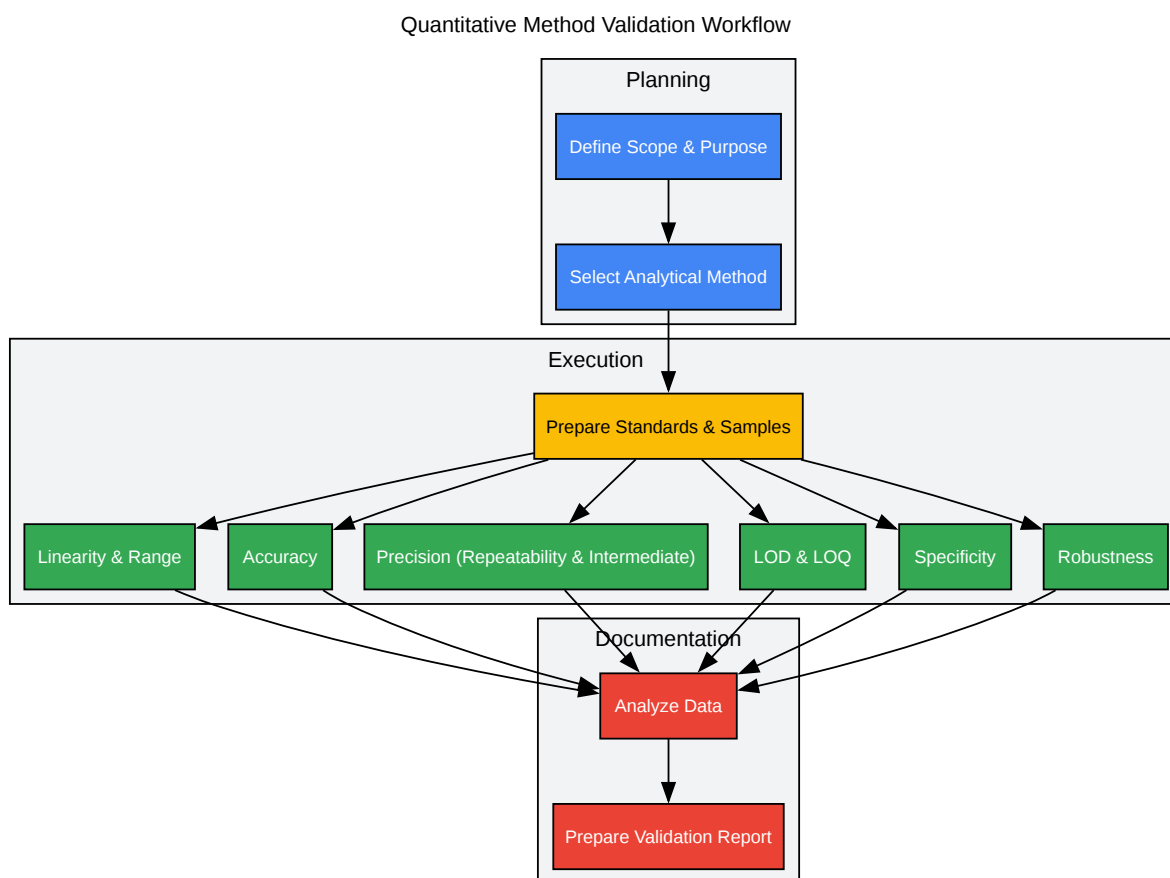 Quantitative Method Validation Workflow
Planning
Define Scope & Purpose
Select Analytical Method
Execution
Prepare Standards & Samples
Linearity & Range
Accuracy
Precision (Repeatability & Intermediate)
LOD & LOQ
Specificity
Robustness
Documentation
Analyze Data
Prepare Validation Report